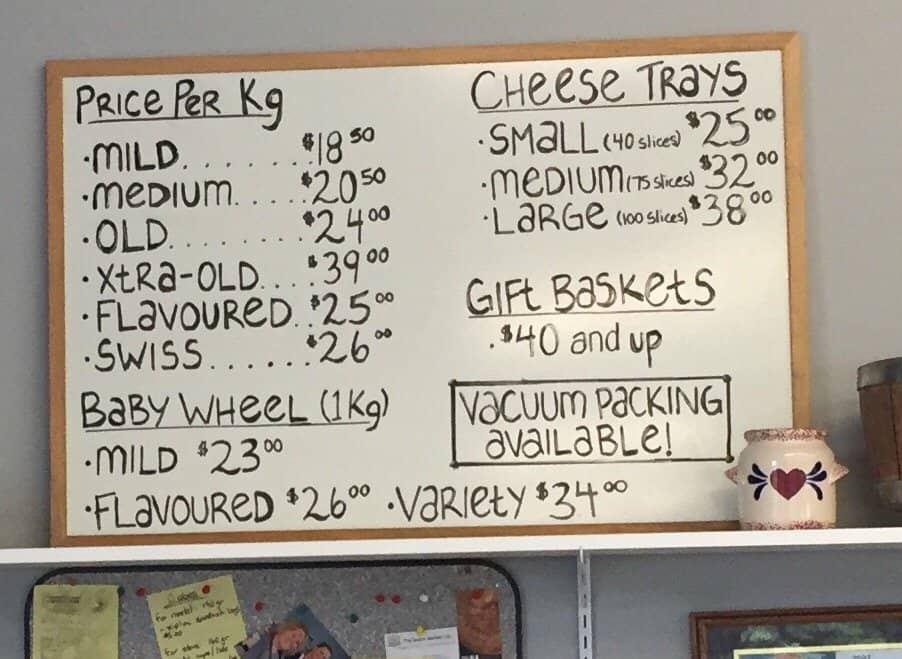 Price Per Kg
·Mild.......$18.50
·Medium.....$20.50
·Old........$24.00
·Xtra-Old....$39.00
·Flavoured..$25.00
·Swiss......$26.00
Baby Wheel (1Kg)
·Mild $23.00
·Flavoured $26.00 ·Variety $34.00
Cheese Trays
·Small (40 slices) $25.00
·Medium (75 slices) $32.00
·Large (100 slices) $38.00
Gift Baskets
·$40 and up
Vacuum Packing
Available!